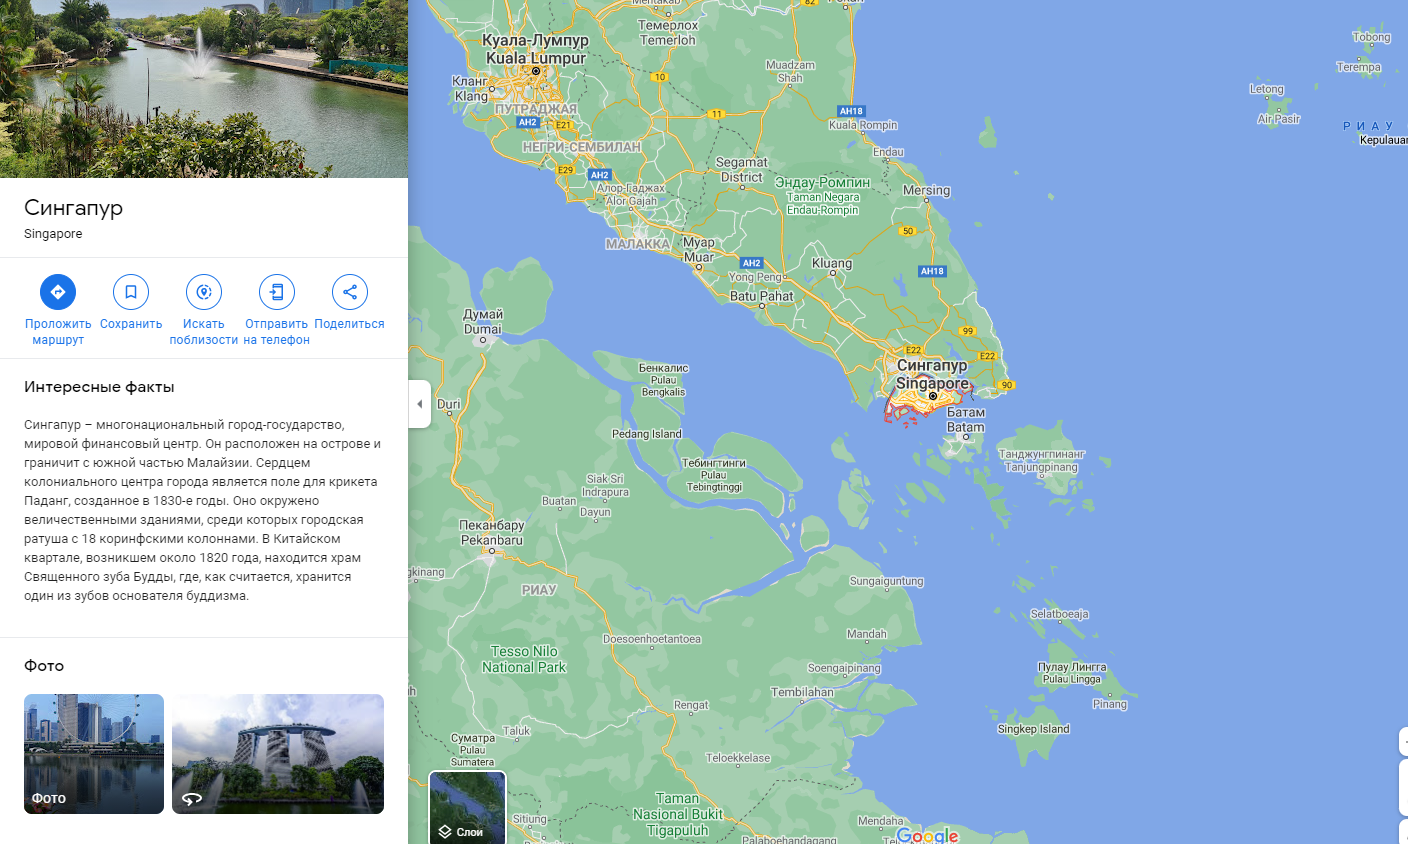 Сингапур
Singapore
Проложить
маршрут
Сохранить
Искать
поблизости
Отправить
на телефон
Поделиться
Интересные факты
Сингапур – многонациональный город-государство,
мировой финансовый центр. Он расположен на острове и
граничит с южной частью Малайзии. Сердцем
колониального центра города является поле для крикета
Паданг, созданное в 1830-е годы. Оно окружено
величественными зданиями, среди которых городская
ратуша с 18 коринфскими колоннами. В Китайском
квартале, возникшем около 1820 года, находится храм
Священного зуба Будды, где, как считается, хранится
один из зубов основателя буддизма.
Фото
Фото
82
Темерлох
Temerloh
Куала-Лумпур
Kuala Lumpur
Muadzam
Shah
10
Кланг
Klang
ПУТРАДЖАЯ
AH2
E21
11
AH18
Kuala Rompin
НЕГРИ-СЕМБИЛАН
Endau
E29
AH2
Segamat
District
Эндау-Ромпин
Taman Negara
Endau-Rompin
Mersing
Алор-Гаджах
Alor Gajah
МАЛАККА
Муар
Muar
50
AH2
Kluang
AH18
Yong Peng
Batu Pahat
Tobong
Terempa
Letong
Air Pasir
РИАУ
Kepulauan
Думай
Dumai
99
E22
E22
Сингапур
Singapore
90
Бенкалис
Pulau
Bengkalis
Duri
Батам
Batam
Pedang Island
Танджунгпинанг
Tanjungpinang
Тебингтинги
Pulau
Tebingtinggi
Siak Sri
Indrapura
Buatan
Dayun
Пеканбару
Pekanbaru
gkinang
РИАУ
Sungaiguntung
Selatboeaja
Mandah
Doesoenhoetantoea
Tesso Nilo
National Park
Soengaipinang
Пулау Лингга
Pulau Lingga
Tembilahan
Pinang
Rengat
Singkep Island
Taluk
Суматра
Pulau
Sumatera
Teloekkelase
Слои
Taman
Nasional Bukit
Tigapuluh
Sitiung
Mendaha
Google
Palaboehandagang